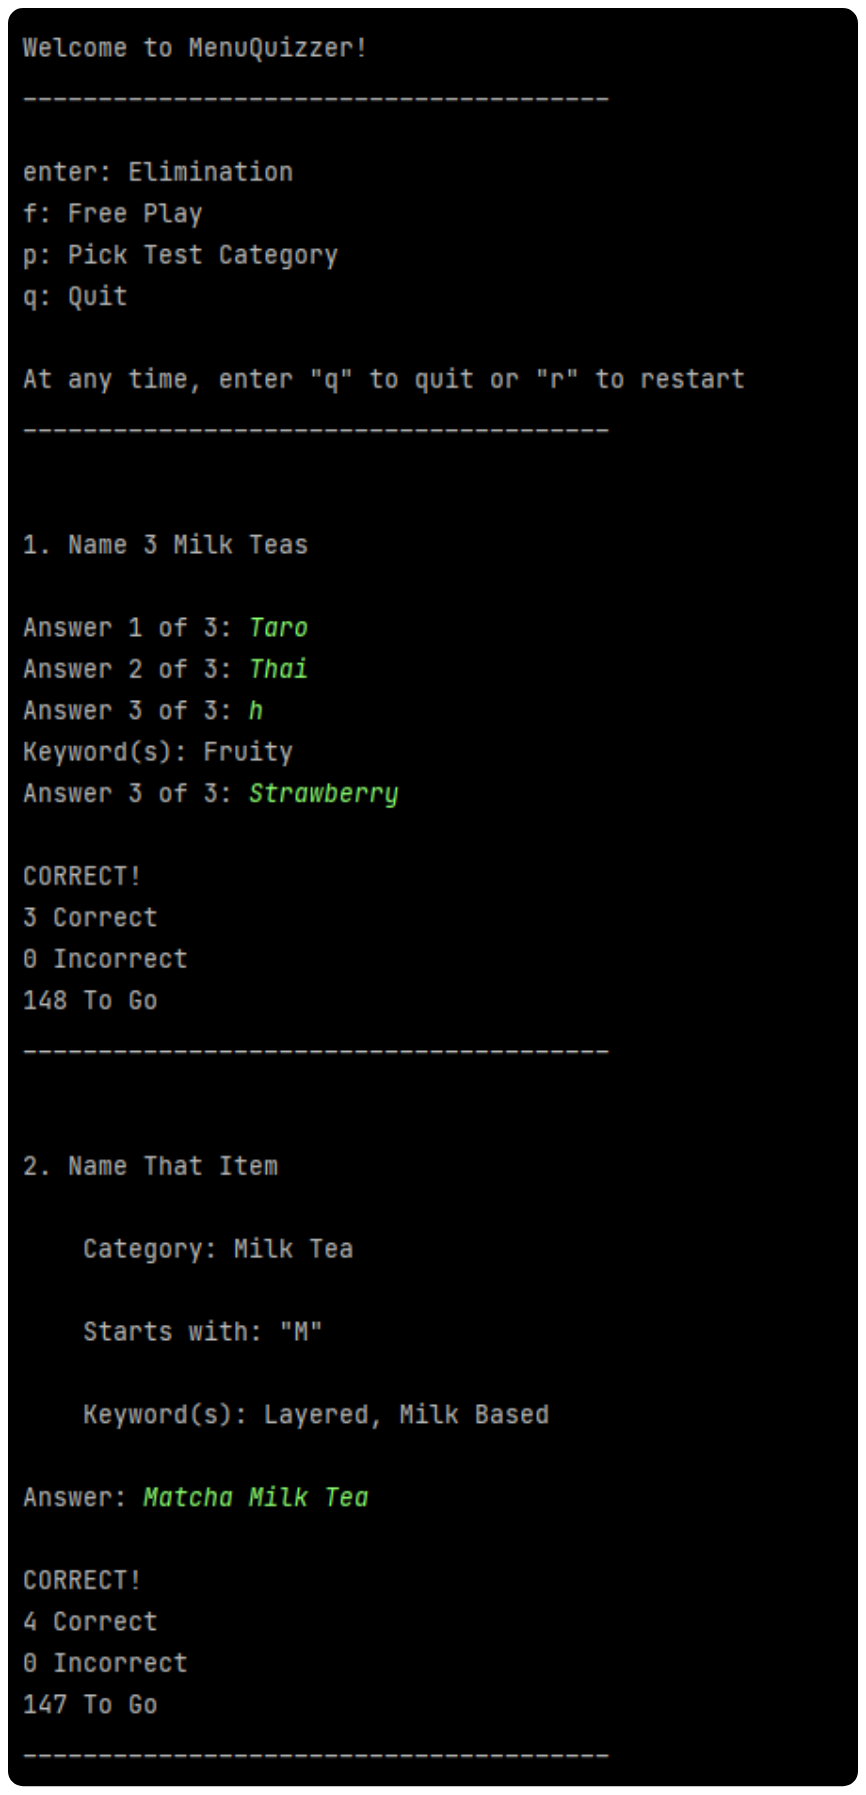 Welcome to MenuQuizzer!
---------------------------------------
enter: Elimination
f: Free Play
p: Pick Test Category
q: Quit
At any time, enter "q" to quit or "r" to restart
---------------------------------------
1. Name 3 Milk Teas
Answer 1 of 3: Taro
Answer 2 of 3: Thai
Answer 3 of 3: h
Keyword(s): Fruity
Answer 3 of 3: Strawberry
CORRECT!
3 Correct
0 Incorrect
148 To Go
---------------------------------------
2. Name That Item
Category: Milk Tea
Starts with: "M"
Keyword(s): Layered, Milk Based
Answer: Matcha Milk Tea
CORRECT!
4 Correct
0 Incorrect
147 To Go
---------------------------------------